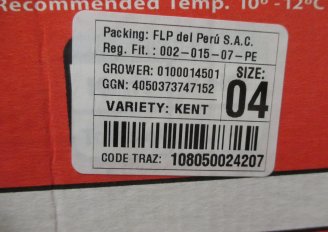 Recommended Temp. 10° -12°C
Packing: FLP del Perú S.A.C.
Reg. Fit. : 002-015-07-PE
GROWER: 0100014501
GGN: 4050373747152
SIZE:
04
VARIETY: KENT
CODE TRAZ: 108050024207